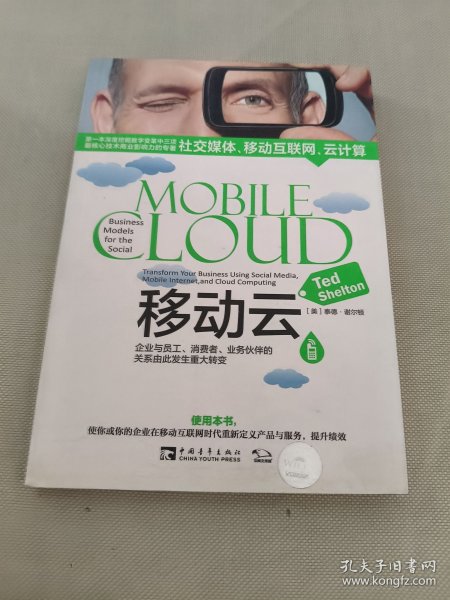 第一本深度挖掘数字变革中三项
最核心技术商业影响力的专著
社交媒体、移动互联网、云计算
MOBILE
CLOUD
Business
Models
for the
Social
Transform Your Business Using Social Media,
Mobile Internet,and Cloud Computing
Ted
Shelton
[美] 泰德·谢尔顿
移动云
企业与员工、消费者、业务伙伴的
关系由此发生重大转变
使用本书,
使你或你的企业在移动互联网时代重新定义产品与服务，提升绩效
中国青年出版社
CHINA YOUTH PRESS
孔夫子旧书网
www.kongfz.com